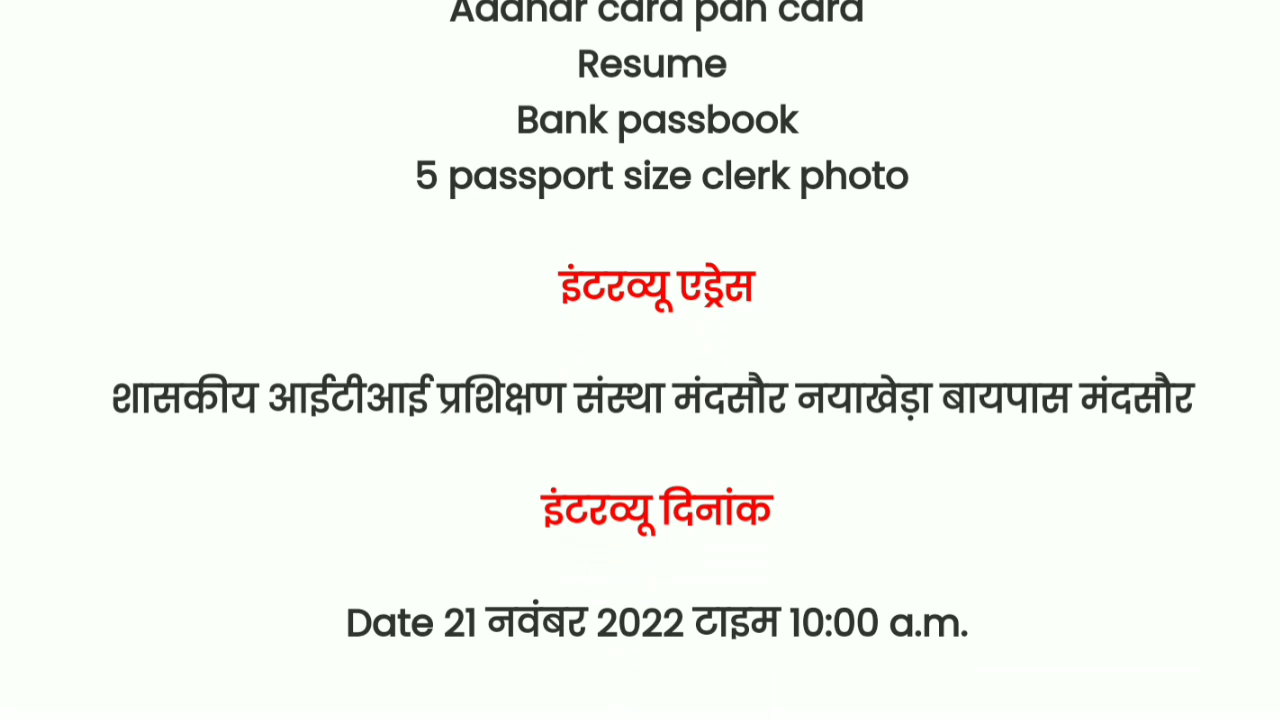 Aadhar card pan card
Resume
Bank passbook
5 passport size clerk photo
इंटरव्यू एड्रेस
शासकीय आईटीआई प्रशिक्षण संस्था मंदसौर नयाखेड़ा बायपास मंदसौर
इंटरव्यू दिनांक
Date 21 नवंबर 2022 टाइम 10:00 a.m.